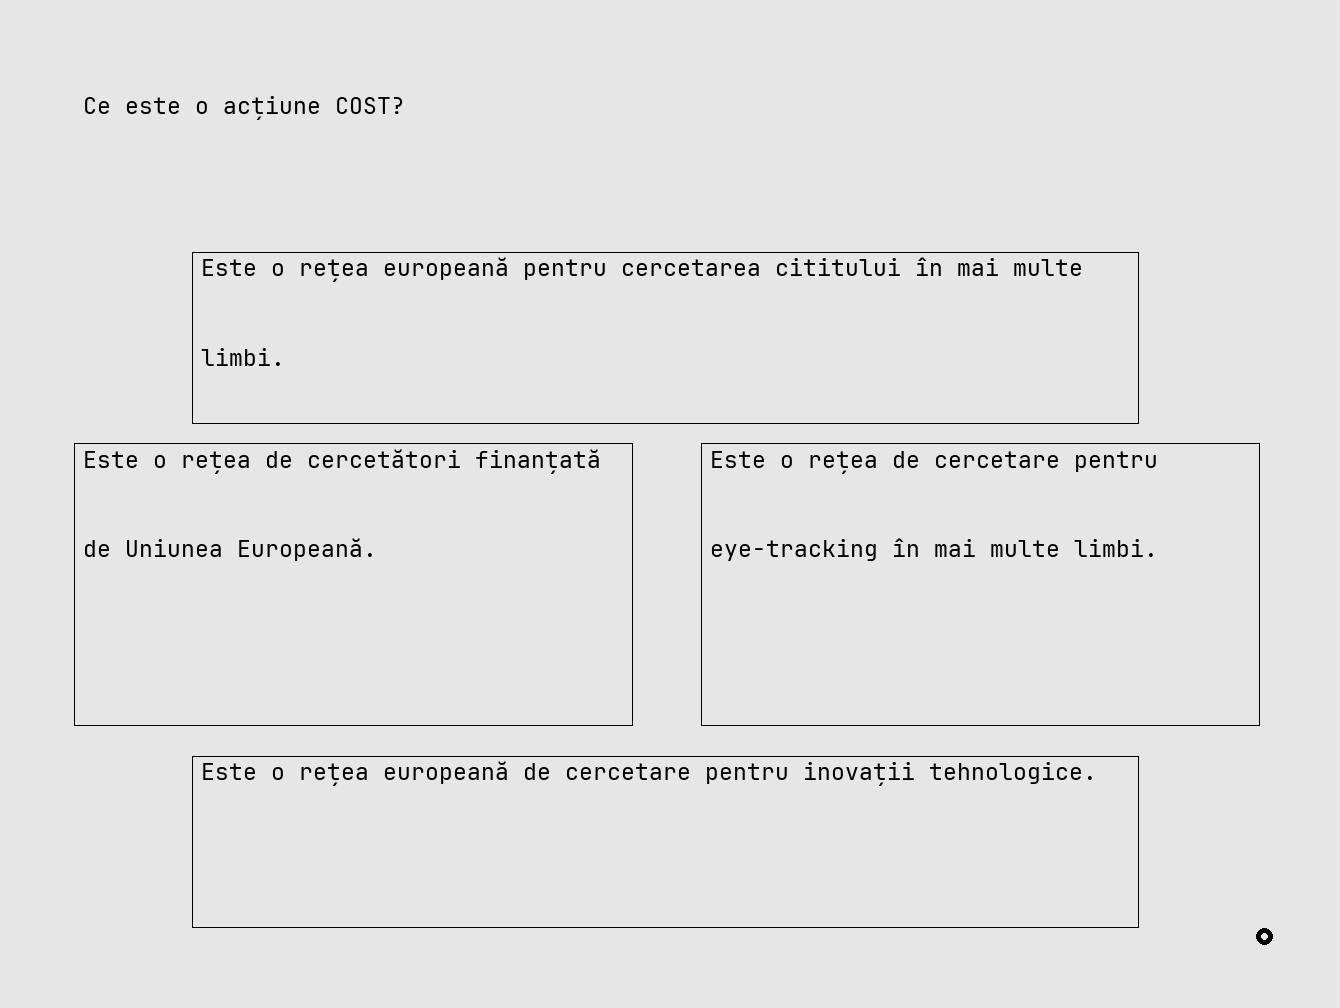 Ce este o acțiune COST?
Este o rețea europeană pentru cercetarea cititului în mai multe
limbi.
Este o rețea de cercetători finanțată
de Uniunea Europeană.
Este o rețea de cercetare pentru
eye-tracking în mai multe limbi.
Este o rețea europeană de cercetare pentru inovații tehnologice.